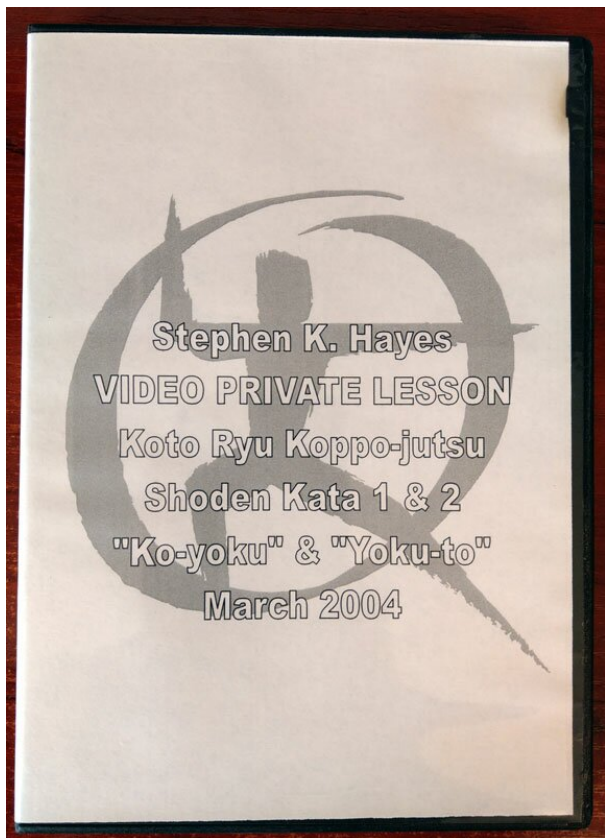 Stephen K. Hayes
VIDEO PRIVATE LESSON
Koto Ryu Koppo-jutsu
Shoden Kata 1 & 2
"Ko-yoku" & "Yoku-to"
March 2004